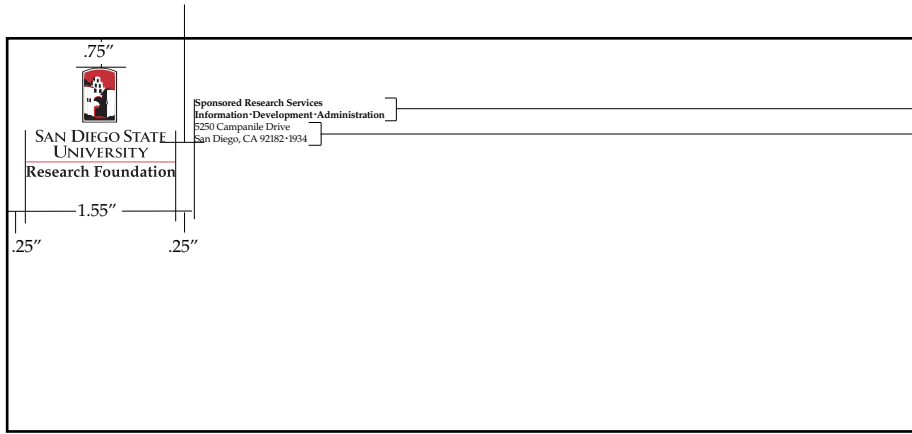 .75″
Sponsored Research Services
Information·Development·Administration
5250 Campanile Drive
San Diego, CA 92182·1934
SAN DIEGO STATE
UNIVERSITY
Research Foundation
1.55″
.25″
.25″